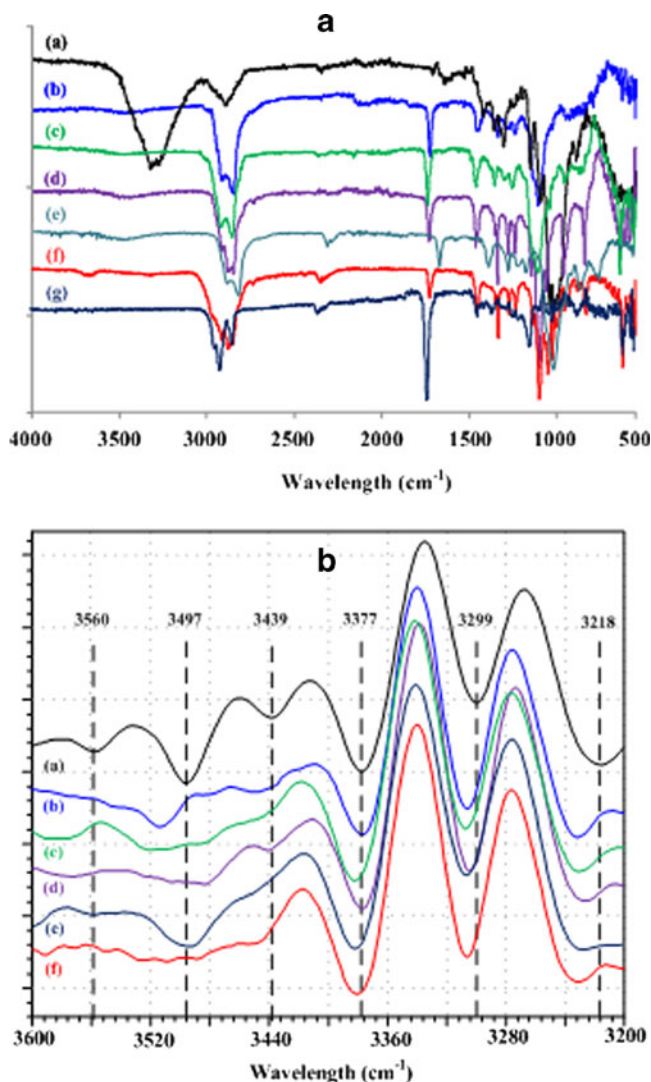 a
(a)
(b)
(c)
(d)
(e)
(f)
(g)
4000 3500 3000 2500 2000 1500 1000 500
Wavelength (cm-1)
b
3560 3497 3439 3377 3299 3218
(a)
(b)
(c)
(d)
(e)
(f)
3600 3520 3440 3360 3280 3200
Wavelength (cm-1)